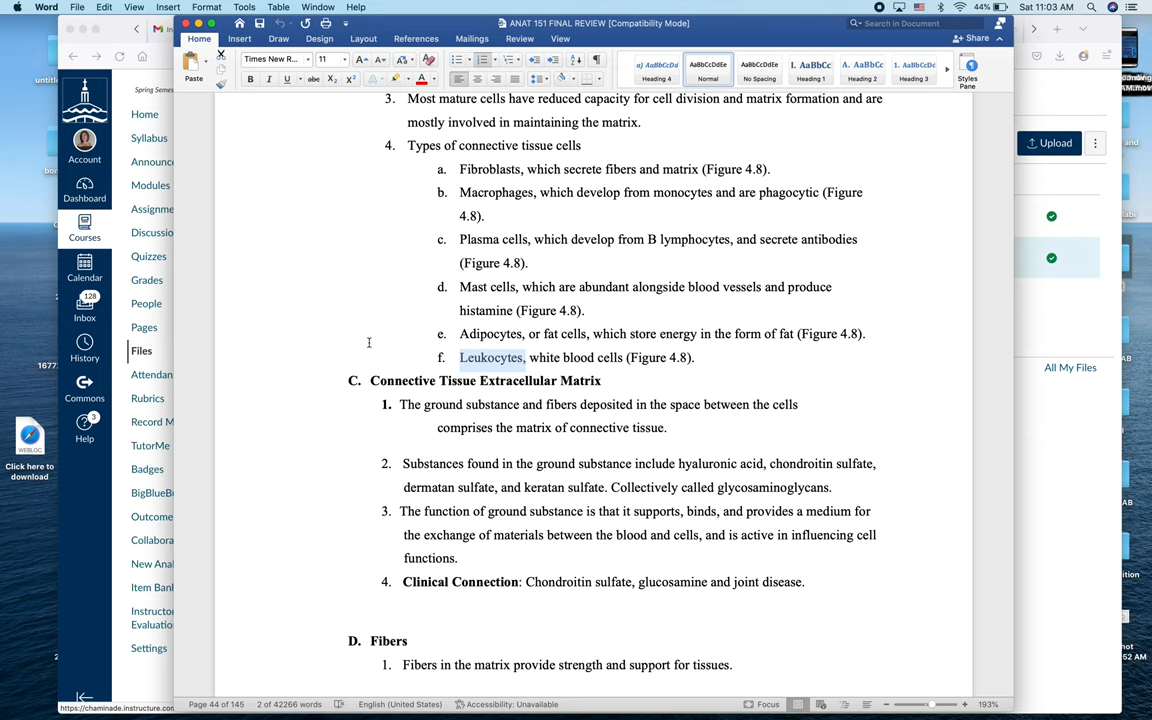 Word File Edit View Insert Format Tools Table Window Help
44% Sat 11:03 AM
ANAT 151 FINAL REVIEW [Compatibility Mode]
Search in Document
Home Insert Draw Design Layout References Mailings Review View
Share
Paste
Times New R... 11
Heading 4 Normal No Spacing Heading 1 Heading 2 Heading 3
Styles Pane
Home
Syllabus
Modules
Quizzes
Grades
People
Pages
Files
Rubrics
TutorMe
Badges
Settings
Account
Dashboard
Courses
Calendar
128
Inbox
History
Commons
3
Help
Click here to
download
WEBLOC
Upload
All My Files
3. Most mature cells have reduced capacity for cell division and matrix formation and are
mostly involved in maintaining the matrix.
4. Types of connective tissue cells
a. Fibroblasts, which secrete fibers and matrix (Figure 4.8).
b. Macrophages, which develop from monocytes and are phagocytic (Figure
4.8).
c. Plasma cells, which develop from B lymphocytes, and secrete antibodies
(Figure 4.8).
d. Mast cells, which are abundant alongside blood vessels and produce
histamine (Figure 4.8).
e. Adipocytes, or fat cells, which store energy in the form of fat (Figure 4.8).
f. Leukocytes, white blood cells (Figure 4.8).
C. Connective Tissue Extracellular Matrix
1. The ground substance and fibers deposited in the space between the cells
comprises the matrix of connective tissue.
2. Substances found in the ground substance include hyaluronic acid, chondroitin sulfate,
dermatan sulfate, and keratan sulfate. Collectively called glycosaminoglycans.
3. The function of ground substance is that it supports, binds, and provides a medium for
the exchange of materials between the blood and cells, and is active in influencing cell
functions.
4. Clinical Connection: Chondroitin sulfate, glucosamine and joint disease.
D. Fibers
1. Fibers in the matrix provide strength and support for tissues.
Page 44 of 145 2 of 42266 words English (United States) Accessibility: Unavailable Focus 193%